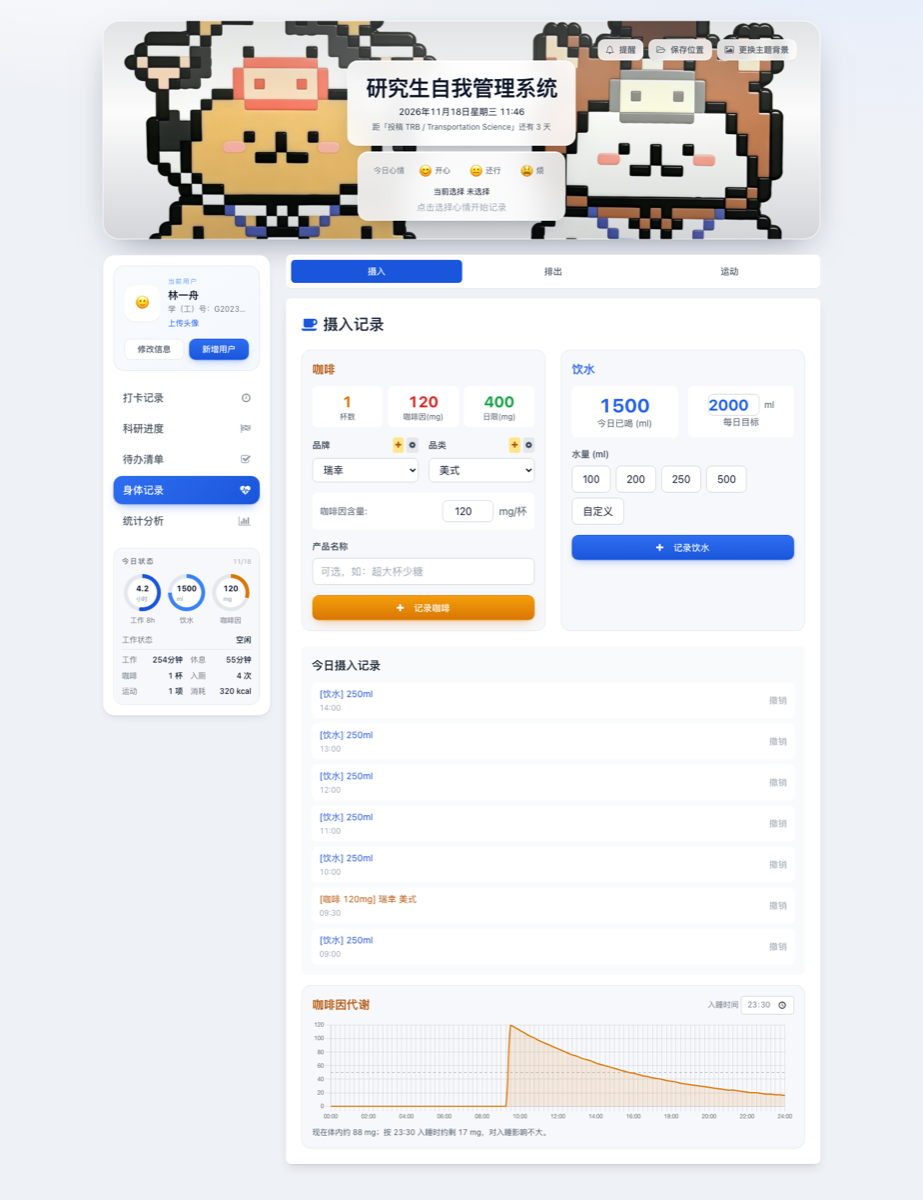 提醒 保存位置 更换主题背景
研究生自我管理系统
2026年11月18日星期三 11:46
距「投稿 TRB / Transportation Science」还有 3 天
今日心情 开心 还行 烦
当前选择 未选择
点击选择心情开始记录
当前用户
林一舟
学（工）号：G2023...
上传头像
修改信息 新增用户
打卡记录
科研进度
待办清单
身体记录
统计分析
今日状态 11/18
4.2 1500 120
小时 ml mg
工作 8h 饮水 咖啡因
工作状态 空闲
工作 254分钟 休息 55分钟
咖啡 1 杯 入厕 4 次
运动 1 项 消耗 320 kcal
摄入 排出 运动
摄入记录
咖啡
1 120 400
杯数 咖啡因(mg) 日限(mg)
品牌 + 品类 +
瑞幸 美式
咖啡因含量: 120 mg/杯
产品名称
可选，如：超大杯少糖
+ 记录咖啡
饮水
1500 2000 ml
今日已喝 (ml) 每日目标
水量 (ml)
100 200 250 500
自定义
+ 记录饮水
今日摄入记录
[饮水] 250ml
14:00 撤销
[饮水] 250ml
13:00 撤销
[饮水] 250ml
12:00 撤销
[饮水] 250ml
11:00 撤销
[饮水] 250ml
10:00 撤销
[咖啡 120mg] 瑞幸 美式
09:30 撤销
[饮水] 250ml
09:00 撤销
咖啡因代谢 入睡时间 23:30
120
100
80
60
40
20
0
00:00 02:00 04:00 06:00 08:00 10:00 12:00 14:00 16:00 18:00 20:00 22:00 24:00
现在体内约 88 mg；按 23:30 入睡时约剩 17 mg，对入睡影响不大。